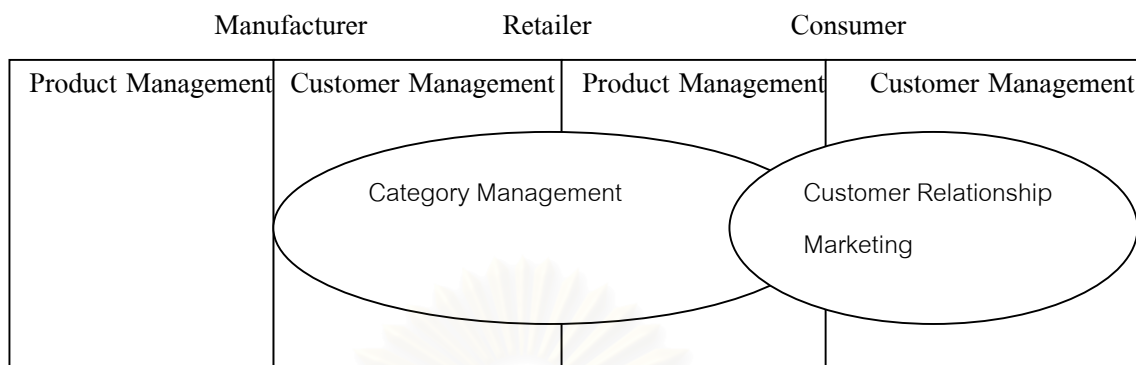 Manufacturer Retailer Consumer
Product Management Customer Management Product Management Customer Management
Category Management
Customer Relationship
Marketing